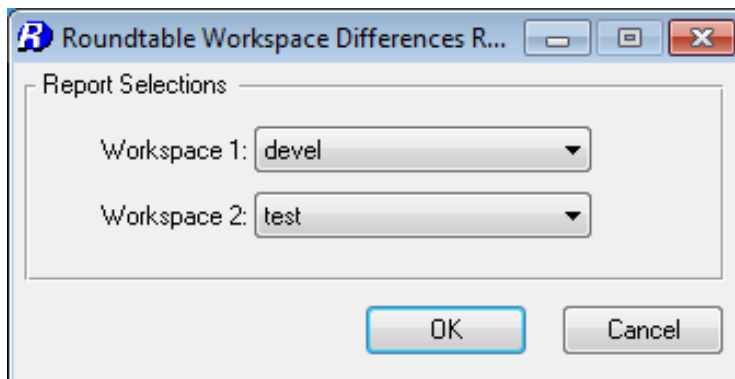 Roundtable Workspace Differences R...
Report Selections
Workspace 1: devel
Workspace 2: test
OK Cancel